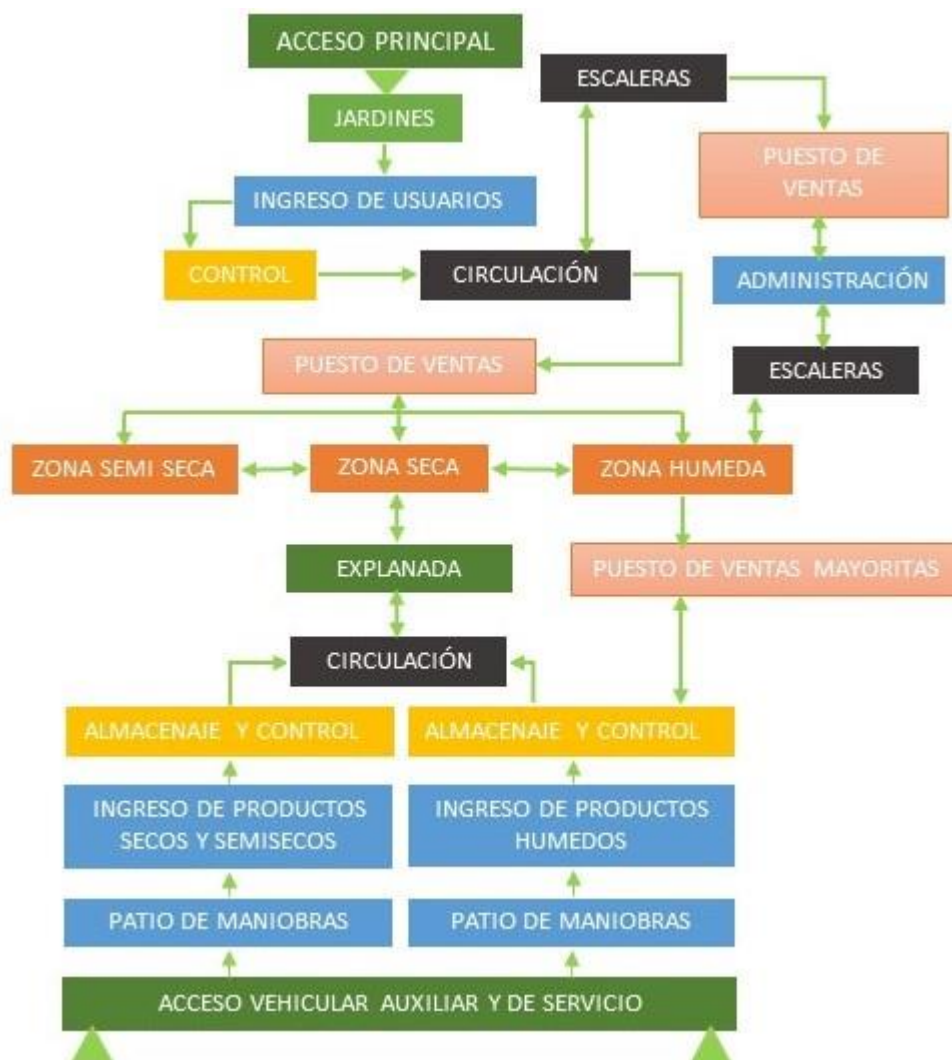 ACCESO PRINCIPAL
ESCALERAS
JARDINES
PUESTO DE
VENTAS
INGRESO DE USUARIOS
CONTROL
CIRCULACIÓN
ADMINISTRACIÓN
PUESTO DE VENTAS
ESCALERAS
ZONA SEMI SECA
ZONA SECA
ZONA HUMEDA
EXPLANADA
PUESTO DE VENTAS MAYORITAS
CIRCULACIÓN
ALMACENAJE Y CONTROL
ALMACENAJE Y CONTROL
INGRESO DE PRODUCTOS
SECOS Y SEMISECOS
INGRESO DE PRODUCTOS
HUMEDOS
PATIO DE MANIOBRAS
PATIO DE MANIOBRAS
ACCESO VEHICULAR AUXILIAR Y DE SERVICIO